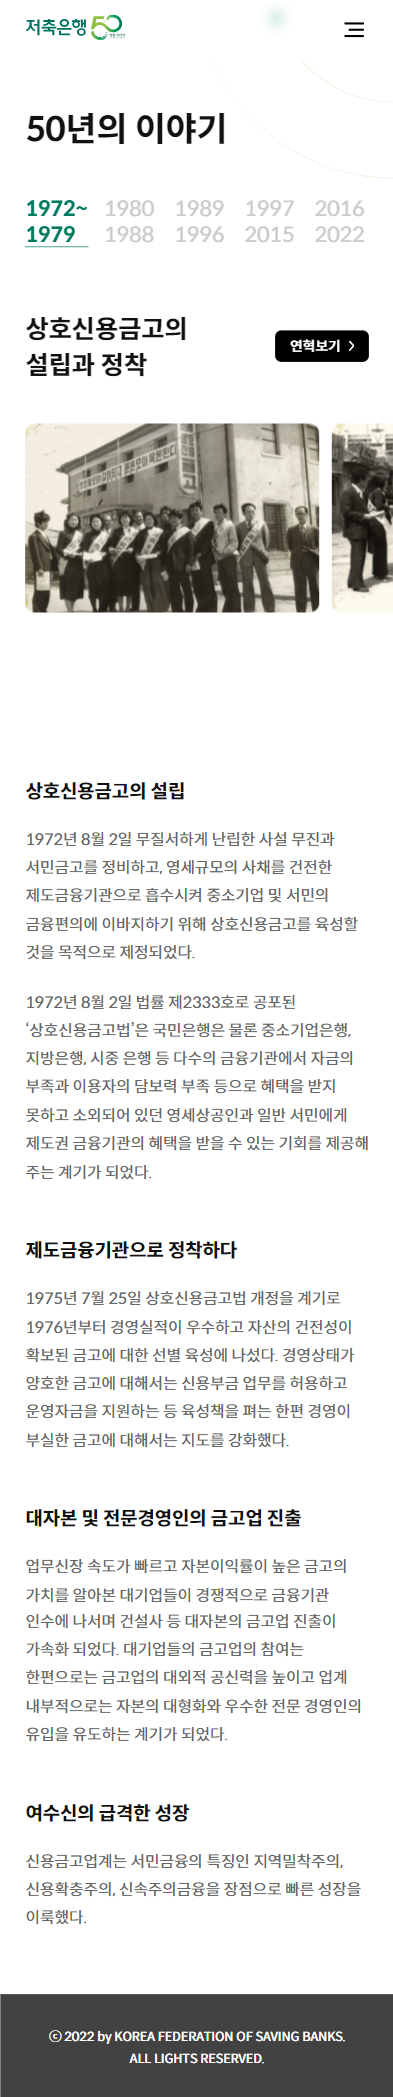 저축은행 50
50년의 이야기
1972~ 1980 1989 1997 2016
1979 1988 1996 2015 2022
상호신용금고의
설립과 정착
연혁보기
상호신용금고의 설립
1972년 8월 2일 무질서하게 난립한 사설 무진과
서민금고를 정비하고, 영세규모의 사채를 건전한
제도금융기관으로 흡수시켜 중소기업 및 서민의
금융편의에 이바지하기 위해 상호신용금고를 육성할
것을 목적으로 제정되었다.
1972년 8월 2일 법률 제2333호로 공포된
‘상호신용금고법’은 국민은행은 물론 중소기업은행,
지방은행, 시중 은행 등 다수의 금융기관에서 자금의
부족과 이용자의 담보력 부족 등으로 혜택을 받지
못하고 소외되어 있던 영세상공인과 일반 서민에게
제도권 금융기관의 혜택을 받을 수 있는 기회를 제공해
주는 계기가 되었다.
제도금융기관으로 정착하다
1975년 7월 25일 상호신용금고법 개정을 계기로
1976년부터 경영실적이 우수하고 자산의 건전성이
확보된 금고에 대한 선별 육성에 나섰다. 경영상태가
양호한 금고에 대해서는 신용부금 업무를 허용하고
운영자금을 지원하는 등 육성책을 펴는 한편 경영이
부실한 금고에 대해서는 지도를 강화했다.
대자본 및 전문경영인의 금고업 진출
업무신장 속도가 빠르고 자본이익률이 높은 금고의
가치를 알아본 대기업들이 경쟁적으로 금융기관
인수에 나서며 건설사 등 대자본의 금고업 진출이
가속화 되었다. 대기업들의 금고업의 참여는
한편으로는 금고업의 대외적 공신력을 높이고 업계
내부적으로는 자본의 대형화와 우수한 전문 경영인의
유입을 유도하는 계기가 되었다.
여수신의 급격한 성장
신용금고업계는 서민금융의 특징인 지역밀착주의,
신용확충주의, 신속주의금융을 장점으로 빠른 성장을
이룩했다.
ⓒ 2022 by KOREA FEDERATION OF SAVING BANKS.
ALL LIGHTS RESERVED.